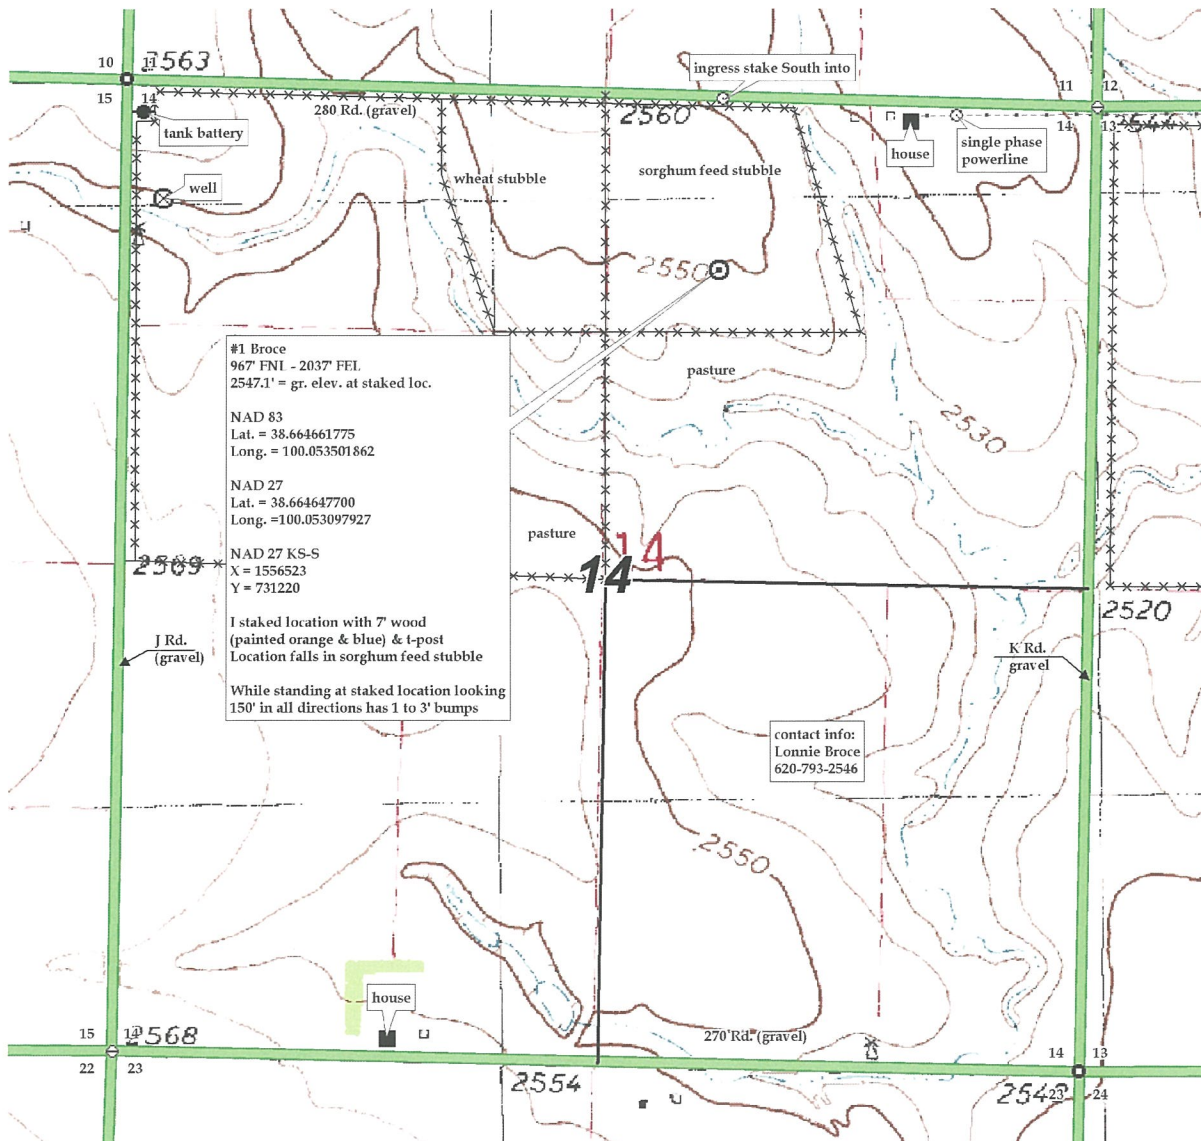 2563
10 11
15 14
ingress stake South into
11 12
14 13
280 Rd. (gravel)
2560
tank battery
house
single phase
powerline
well
wheat stubble
sorghum feed stubble
2550
#1 Broce
967' FNL - 2037' FEL
2547.1' = gr. elev. at staked loc.
NAD 83
Lat. = 38.664661775
Long. = 100.053501862
NAD 27
Lat. = 38.664647700
Long. =100.053097927
NAD 27 KS-S
X = 1556523
Y = 731220
I staked location with 7' wood
(painted orange & blue) & t-post
Location falls in sorghum feed stubble
While standing at staked location looking
150' in all directions has 1 to 3' bumps
pasture
2530
pasture
14
14
2569
2520
J Rd.
(gravel)
K Rd.
gravel
contact info:
Lonnie Broce
620-793-2546
2550
house
15 14
2568
22 23
270 Rd. (gravel)
2554
14 13
2542
23 24